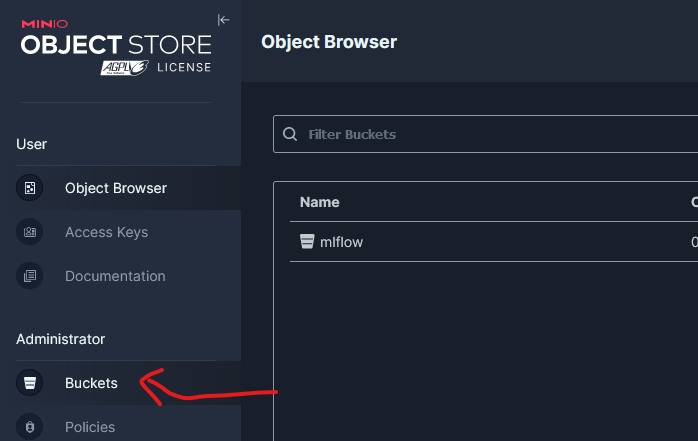 MINIO
OBJECT STORE
AGPL v3 LICENSE
User
Object Browser
Access Keys
Documentation
Administrator
Buckets
Policies
Object Browser
Filter Buckets
Name
mlflow